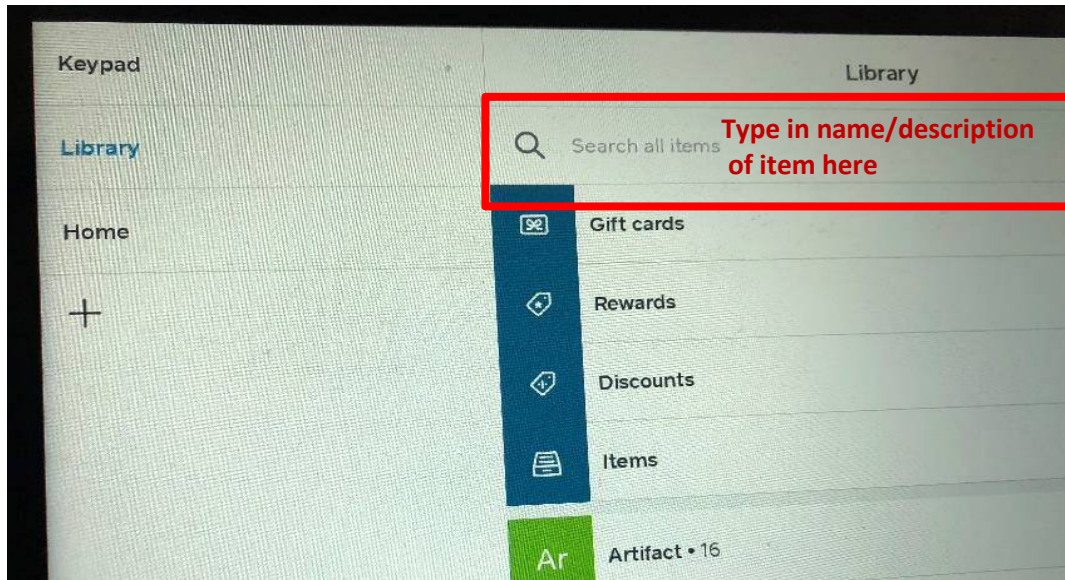 Keypad
Library
Library
Search all items
Type in name/description
of item here
Home
Gift cards
Rewards
Discounts
Items
Ar
Artifact • 16